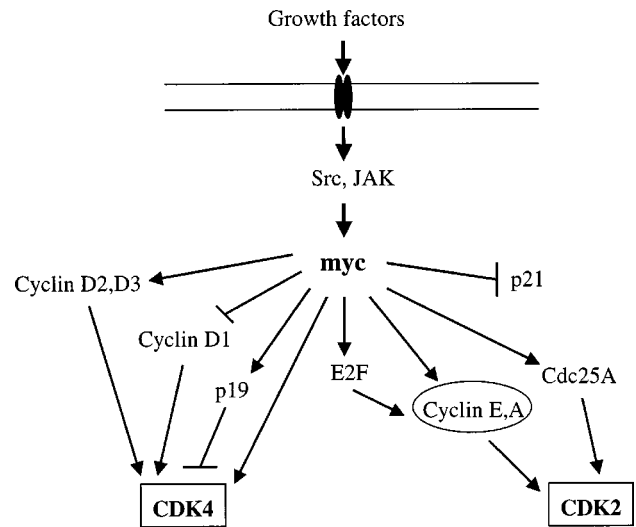 Growth factors
Src, JAK
myc
Cyclin D2,D3
p21
Cyclin D1
E2F
Cdc25A
p19
Cyclin E,A
CDK4
CDK2